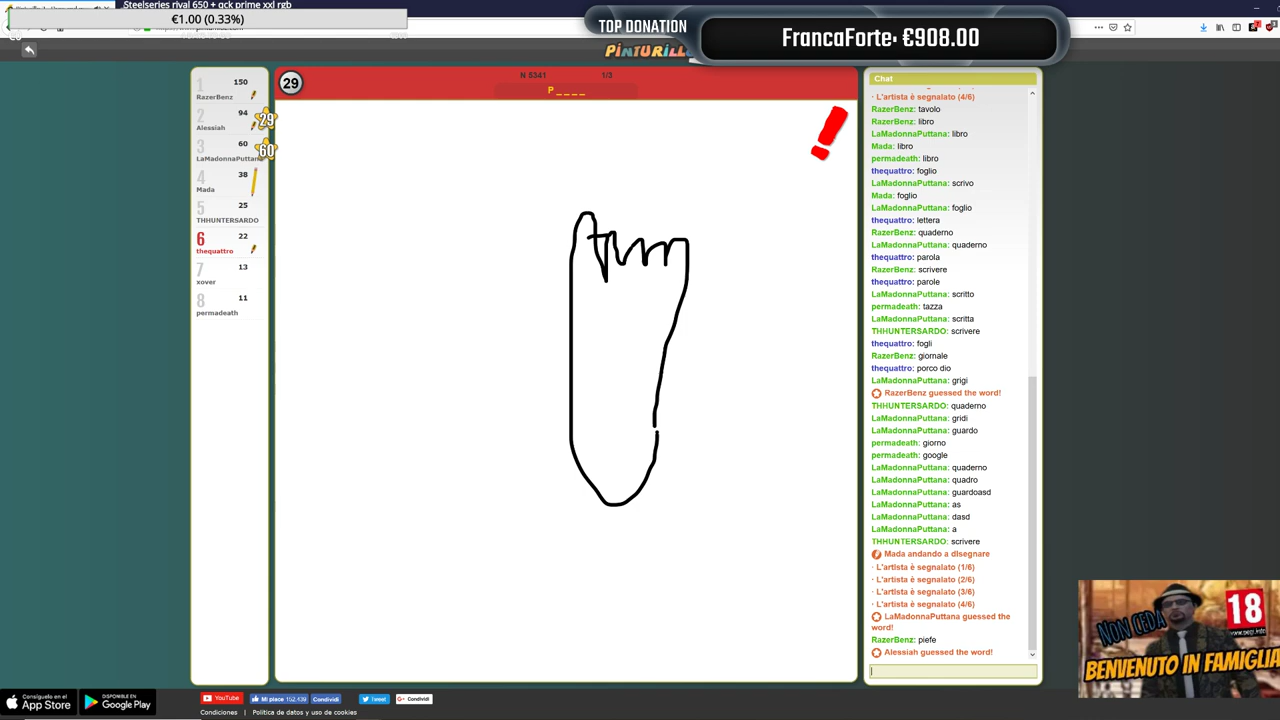 Steelseries rival 650 + qck prime xxl rgb
€1.00 (0.33%)
TOP DONATION
FrancaForte: €908.00
29
N 5341
1/3
P _ _ _ _
1
150
RazerBenz
2
94
Alessiah
29
3
60
LaMadonnaPuttana
60
4
38
Mada
5
25
THHUNTERSARDO
6
22
thequattro
7
13
xover
8
11
permadeath
Chat
· L'artista è segnalato (4/6)
RazerBenz: tavolo
RazerBenz: libro
LaMadonnaPuttana: libro
Mada: libro
permadeath: libro
thequattro: foglio
LaMadonnaPuttana: scrivo
Mada: foglio
LaMadonnaPuttana: foglio
thequattro: lettera
RazerBenz: quaderno
LaMadonnaPuttana: quaderno
thequattro: parola
RazerBenz: scrivere
thequattro: parole
LaMadonnaPuttana: scritto
permadeath: tazza
LaMadonnaPuttana: scritta
THHUNTERSARDO: scrivere
thequattro: fogli
RazerBenz: giornale
thequattro: porco dio
LaMadonnaPuttana: grigi
RazerBenz guessed the word!
THHUNTERSARDO: quaderno
LaMadonnaPuttana: gridi
LaMadonnaPuttana: guardo
permadeath: giorno
permadeath: google
LaMadonnaPuttana: quaderno
LaMadonnaPuttana: quadro
LaMadonnaPuttana: guardoasd
LaMadonnaPuttana: as
LaMadonnaPuttana: dasd
LaMadonnaPuttana: a
THHUNTERSARDO: scrivere
Mada andando a disegnare
· L'artista è segnalato (1/6)
· L'artista è segnalato (2/6)
· L'artista è segnalato (3/6)
· L'artista è segnalato (4/6)
LaMadonnaPuttana guessed the
word!
RazerBenz: piefe
Alessiah guessed the word!
NON CEDA
18
www.pegi.info
BENVENUTO IN FAMIGLIA
Consíguelo en el
App Store
DISPONIBLE EN
Google Play
YouTube
Mi piace
Condividi
Tweet
Condividi
Condiciones | Política de datos y uso de cookies